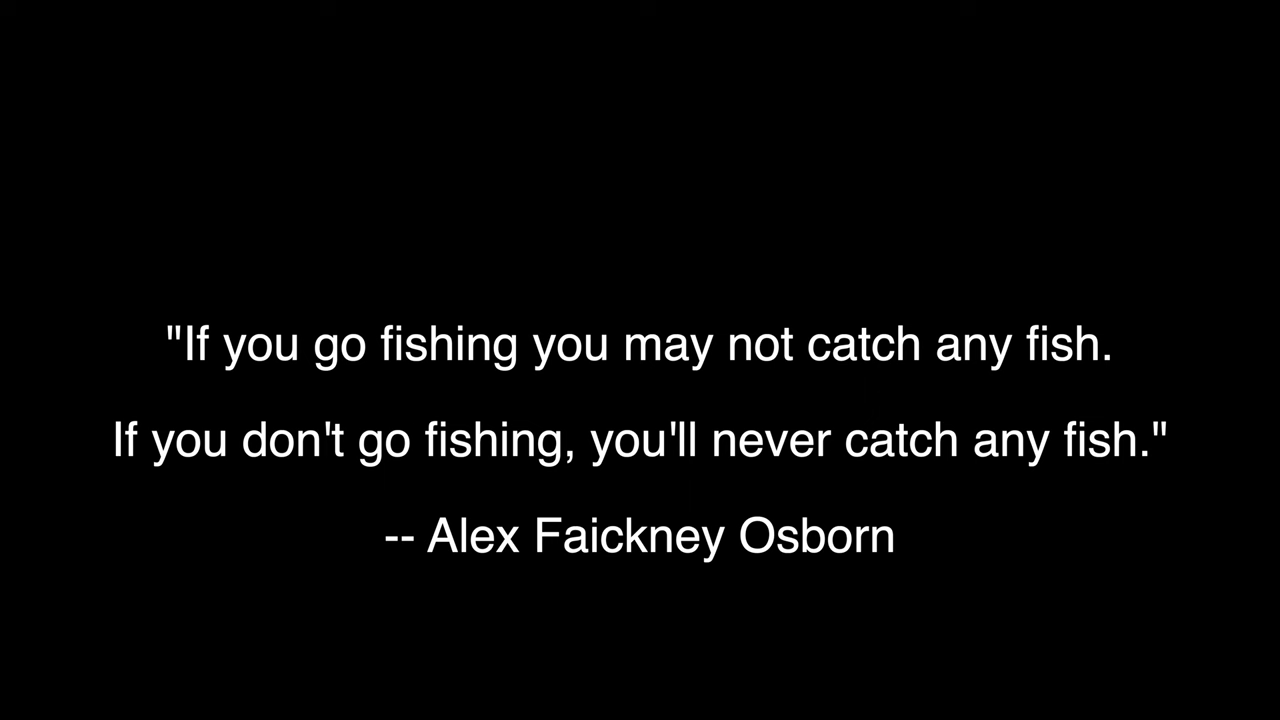 "If you go fishing you may not catch any fish.
If you don't go fishing, you'll never catch any fish."
-- Alex Faickney Osborn